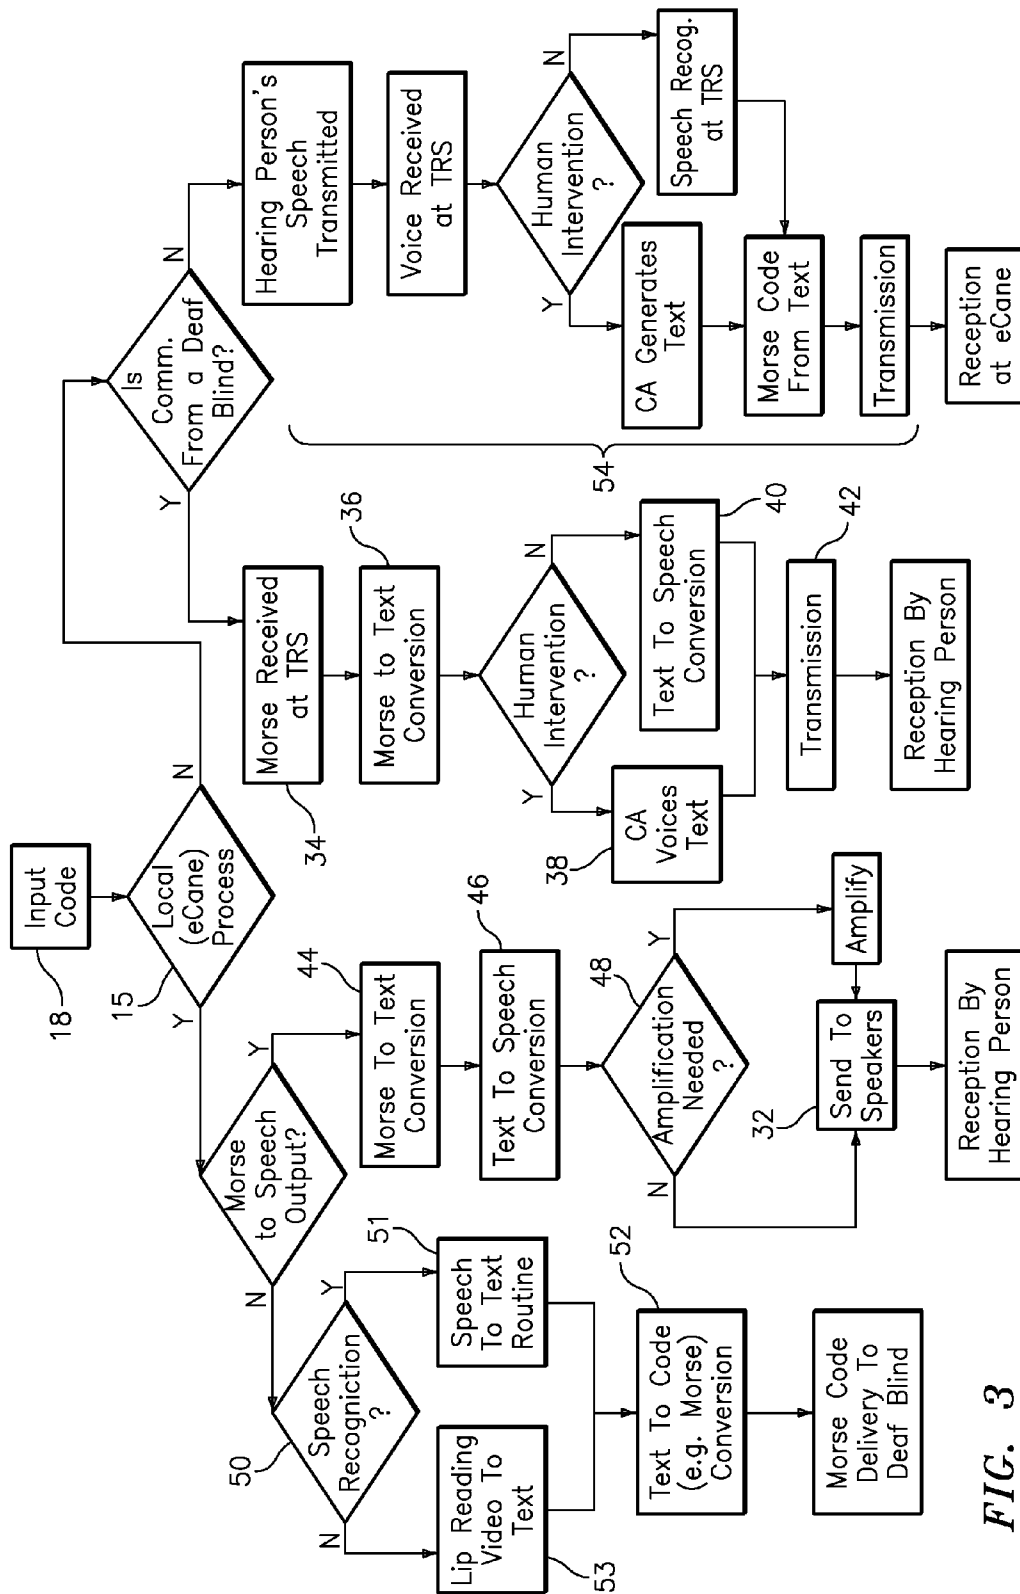 Input
Code
18
Local
(eCane)
Process
15
Y
N
Morse
to Speech
Output?
N
Y
Speech
Recogniction
?
50
N
Y
Lip Reading
Video To
Text
53
Speech
To Text
Routine
51
Text To Code
(e.g. Morse)
Conversion
52
Morse Code
Delivery To
Deaf Blind
Morse To Text
Conversion
44
Text To Speech
Conversion
46
Amplification
Needed
?
48
N
Y
Amplify
Send To
Speakers
32
Reception By
Hearing Person
Is
Comm.
From a Deaf
Blind?
Y
N
Morse Received
at TRS
34
Morse to Text
Conversion
36
Human
Intervention
?
Y
N
CA
Voices
Text
38
Text To Speech
Conversion
40
Transmission
42
Reception By
Hearing Person
Hearing Person's
Speech
Transmitted
Voice Received
at TRS
Human
Intervention
?
Y
N
CA Generates
Text
Speech Recog.
at TRS
Morse Code
From Text
Transmission
54
Reception
at eCane
FIG. 3